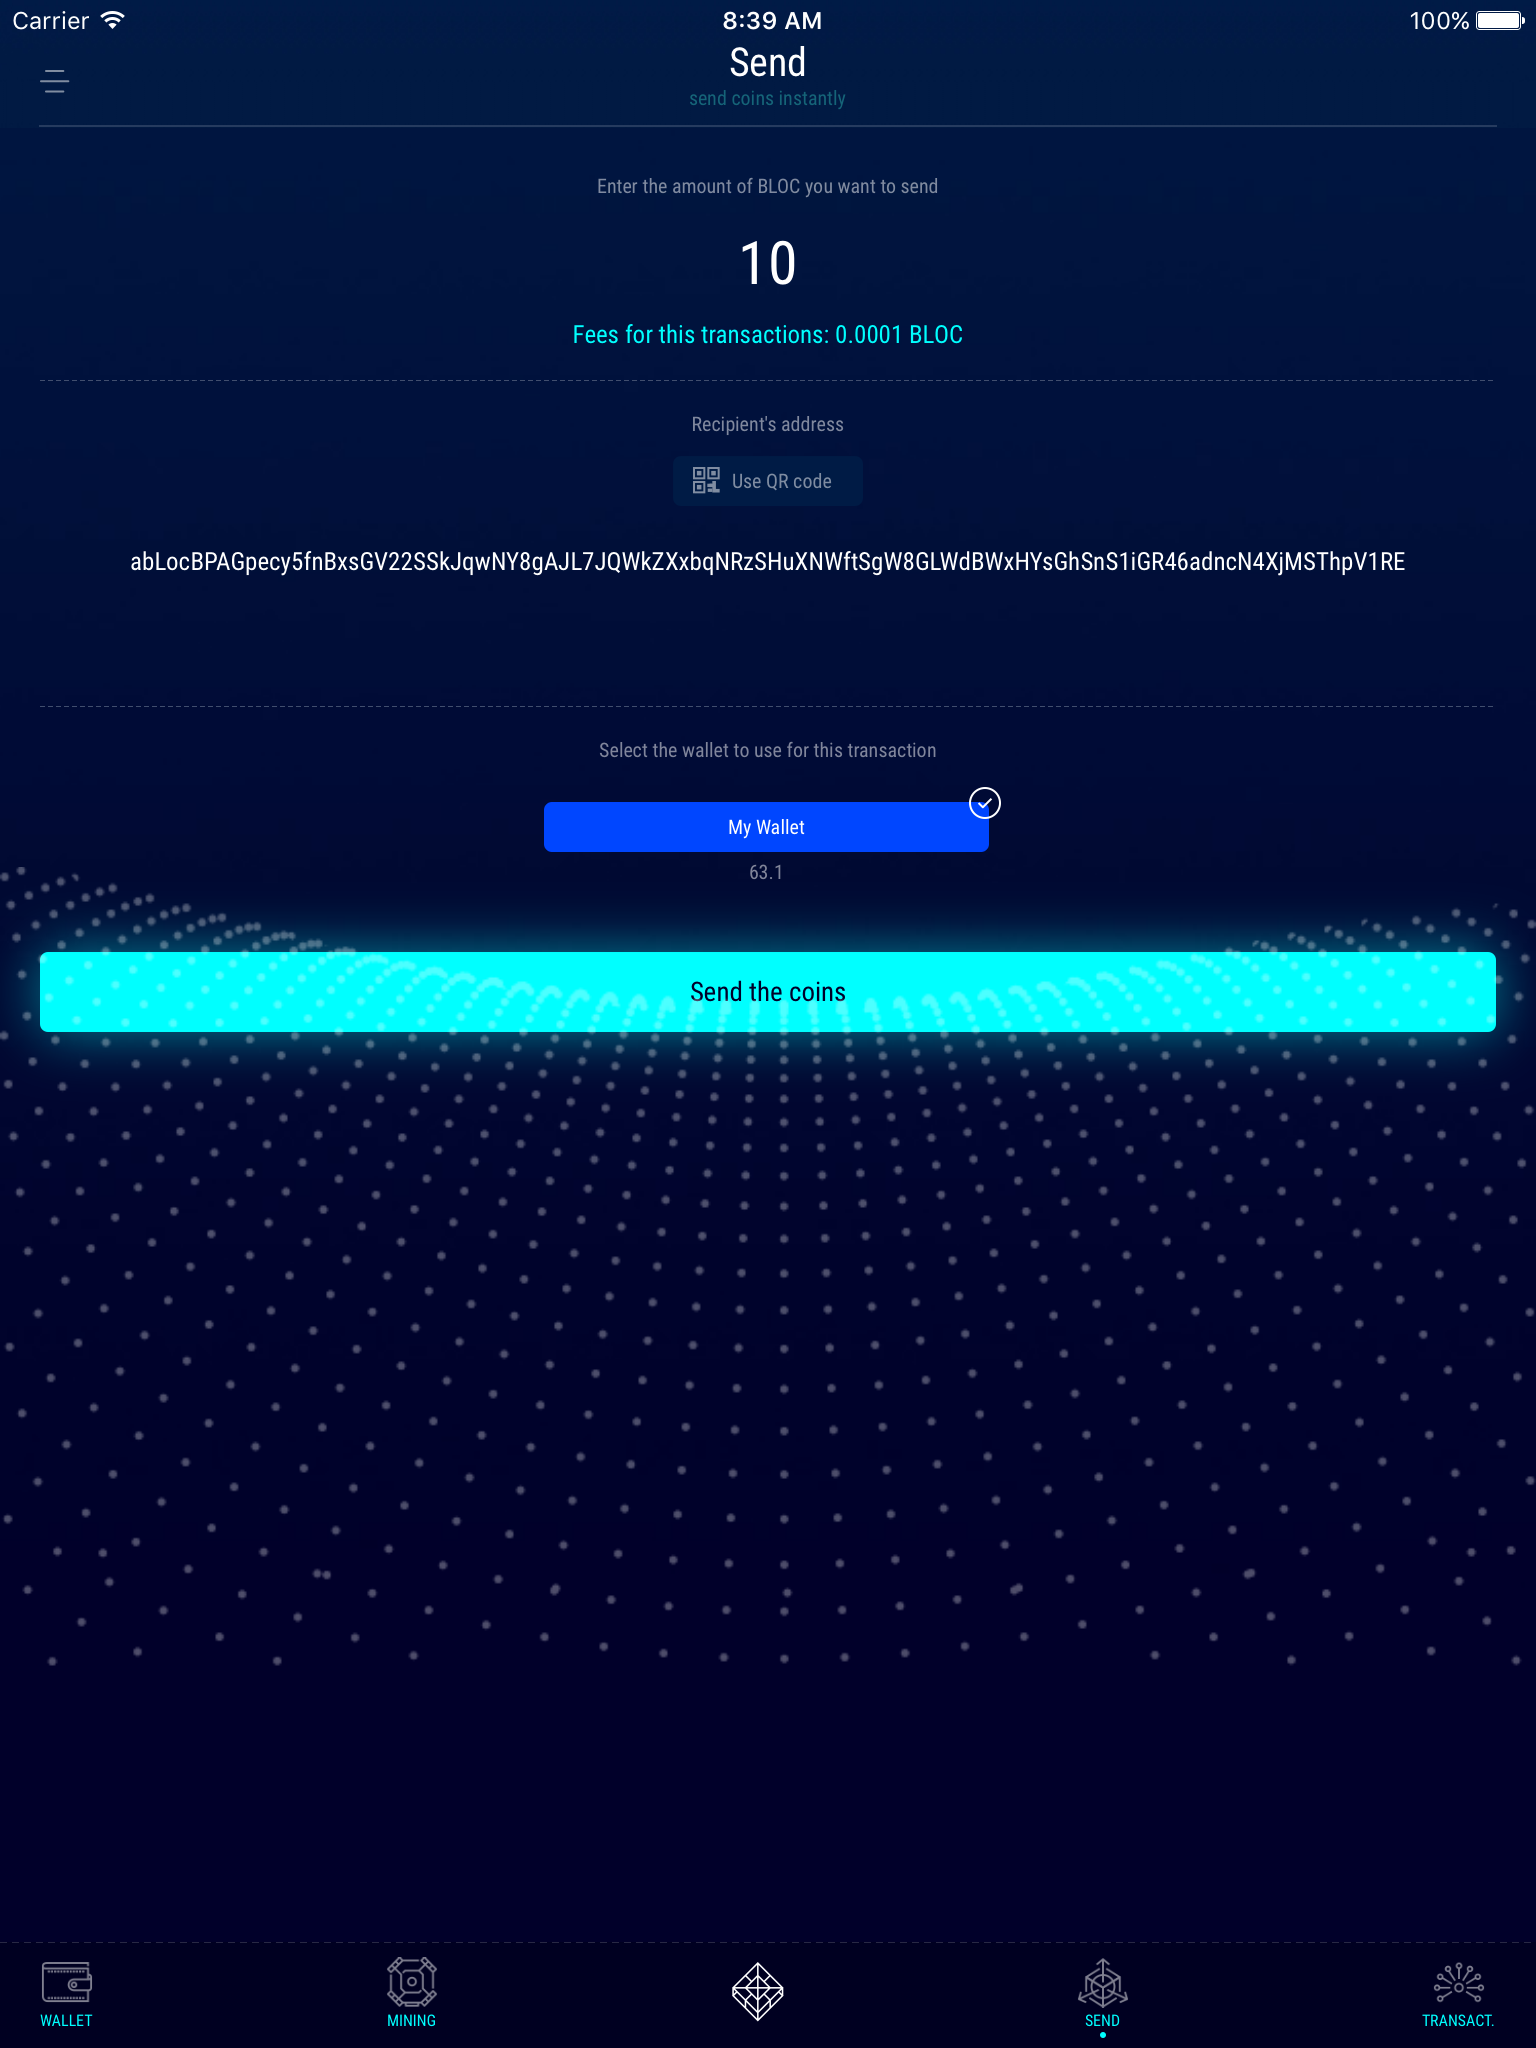 Carrier
8:39 AM
100%
Send
send coins instantly
Enter the amount of BLOC you want to send
10
Fees for this transactions: 0.0001 BLOC
Recipient's address
Use QR code
abLocBPAGpecy5fnBxsGV22SSkJqwNY8gAJL7JQWkZXxbqNRzSHuXNWftSgW8GLWdBWxHYsGhSnS1iGR46adncN4XjMSThpV1RE
Select the wallet to use for this transaction
My Wallet
63.1
Send the coins
WALLET
MINING
SEND
TRANSACT.